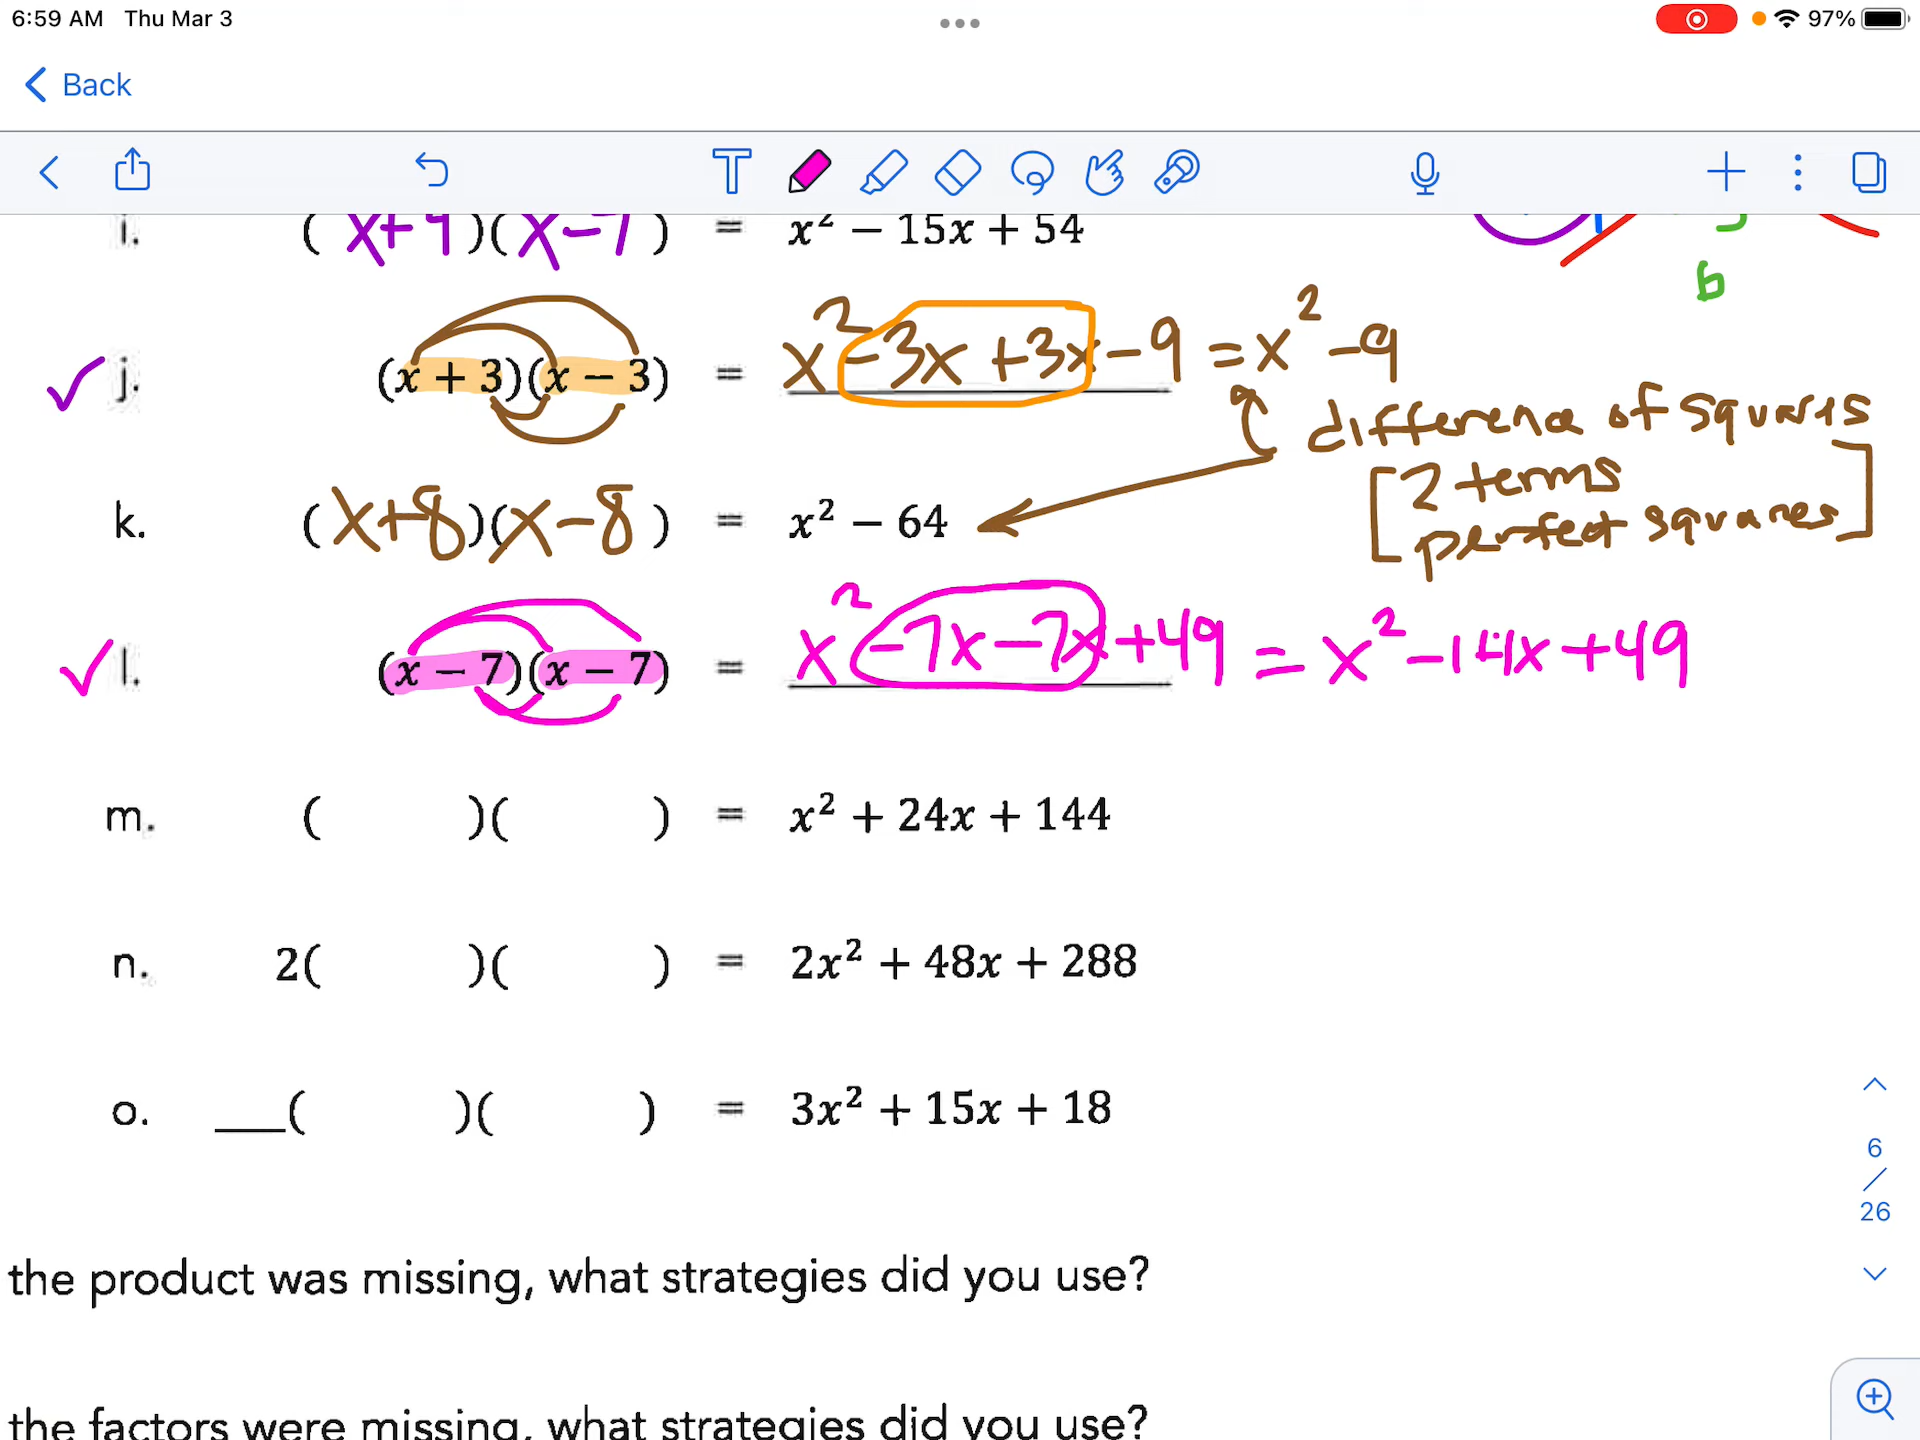 6:59 AM Thu Mar 3
97%
Back
i. ( )( ) = x² − 15x + 54
6
j. (x + 3)(x − 3) = x² −3x +3x −9 = x² −9
difference of squares
k. (x+8)(x−8) = x² − 64
[2 terms
perfect squares]
l. (x − 7)(x − 7) = x² −7x −7x +49 = x² −14x +49
m. ( )( ) = x² + 24x + 144
n. 2( )( ) = 2x² + 48x + 288
o. ___( )( ) = 3x² + 15x + 18
6
/
26
the product was missing, what strategies did you use?
the factors were missing, what strategies did you use?